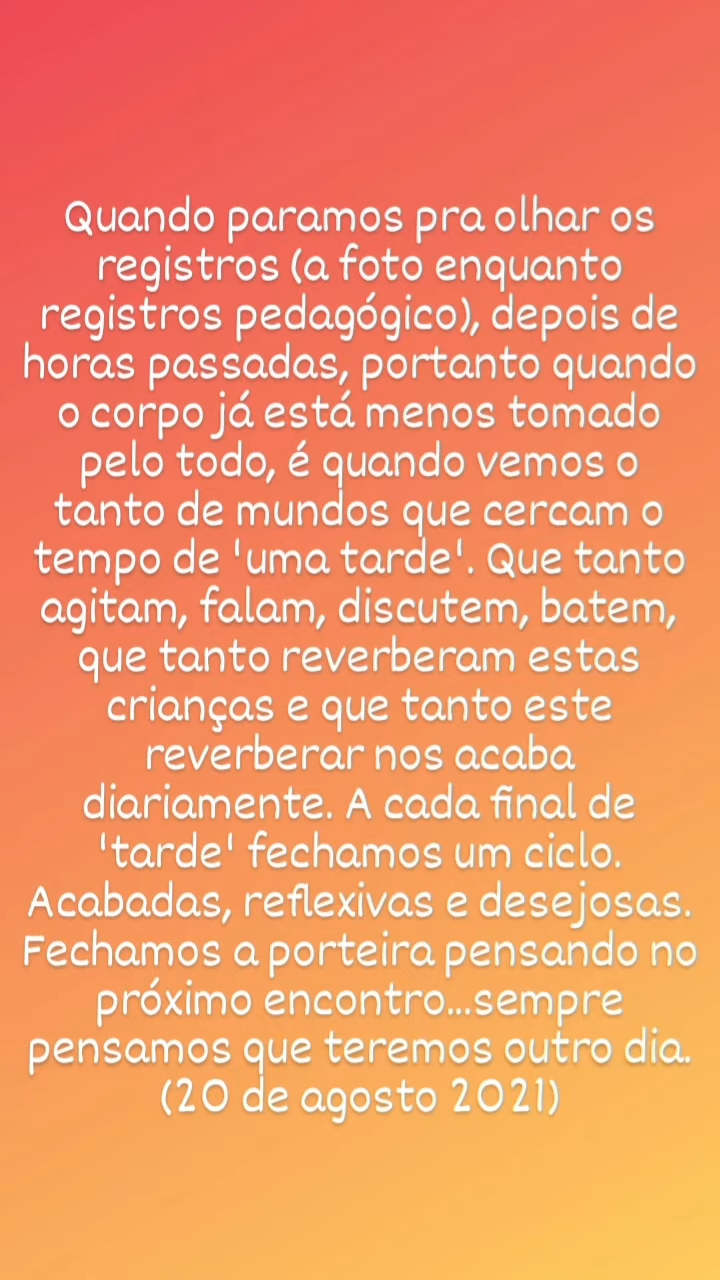 Quando paramos pra olhar os
registros (a foto enquanto
registros pedagógico), depois de
horas passadas, portanto quando
o corpo já está menos tomado
pelo todo, é quando vemos o
tanto de mundos que cercam o
tempo de 'uma tarde'. Que tanto
agitam, falam, discutem, batem,
que tanto reverberam estas
crianças e que tanto este
reverberar nos acaba
diariamente. A cada final de
'tarde' fechamos um ciclo.
Acabadas, reflexivas e desejosas.
Fechamos a porteira pensando no
próximo encontro...sempre
pensamos que teremos outro dia.
(20 de agosto 2021)